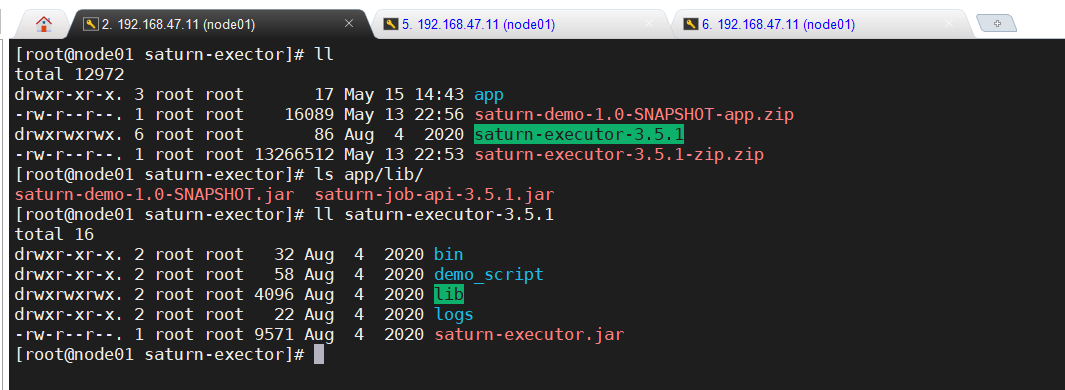 2. 192.168.47.11 (node01) 5. 192.168.47.11 (node01) 6. 192.168.47.11 (node01)
[root@node01 saturn-exector]# ll
total 12972
drwxr-xr-x. 3 root root       17 May 15 14:43 app
-rw-r--r--. 1 root root    16089 May 13 22:56 saturn-demo-1.0-SNAPSHOT-app.zip
drwxrwxrwx. 6 root root       86 Aug  4  2020 saturn-executor-3.5.1
-rw-r--r--. 1 root root 13266512 May 13 22:53 saturn-executor-3.5.1-zip.zip
[root@node01 saturn-exector]# ls app/lib/
saturn-demo-1.0-SNAPSHOT.jar  saturn-job-api-3.5.1.jar
[root@node01 saturn-exector]# ll saturn-executor-3.5.1
total 16
drwxr-xr-x. 2 root root   32 Aug  4  2020 bin
drwxr-xr-x. 2 root root   58 Aug  4  2020 demo_script
drwxrwxrwx. 2 root root 4096 Aug  4  2020 lib
drwxr-xr-x. 2 root root   22 Aug  4  2020 logs
-rw-r--r--. 1 root root 9571 Aug  4  2020 saturn-executor.jar
[root@node01 saturn-exector]#